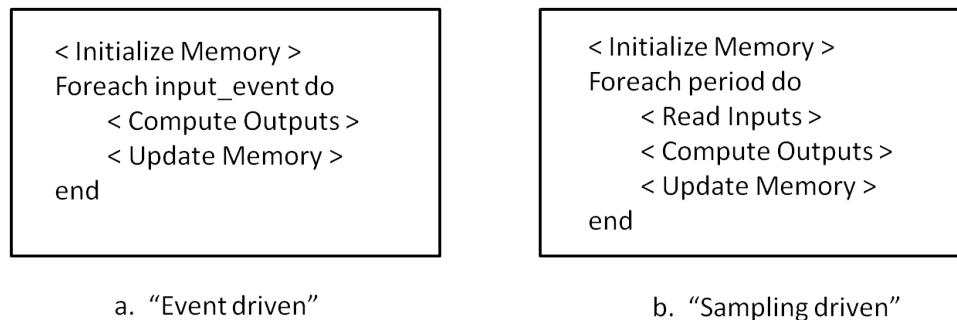 < Initialize Memory >
Foreach input_event do
< Compute Outputs >
< Update Memory >
end
a. “Event driven”
< Initialize Memory >
Foreach period do
< Read Inputs >
< Compute Outputs >
< Update Memory >
end
b. “Sampling driven”